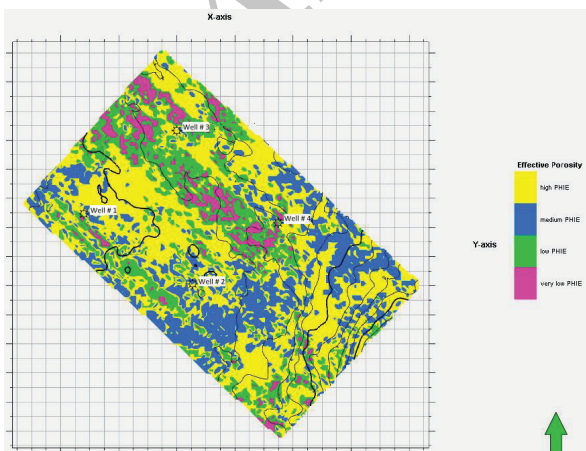 X-axis
Well # 3
Well # 1
Well # 4
Well # 2
Y-axis
Effective Porosity
high PHIE
medium PHIE
low PHIE
very low PHIE